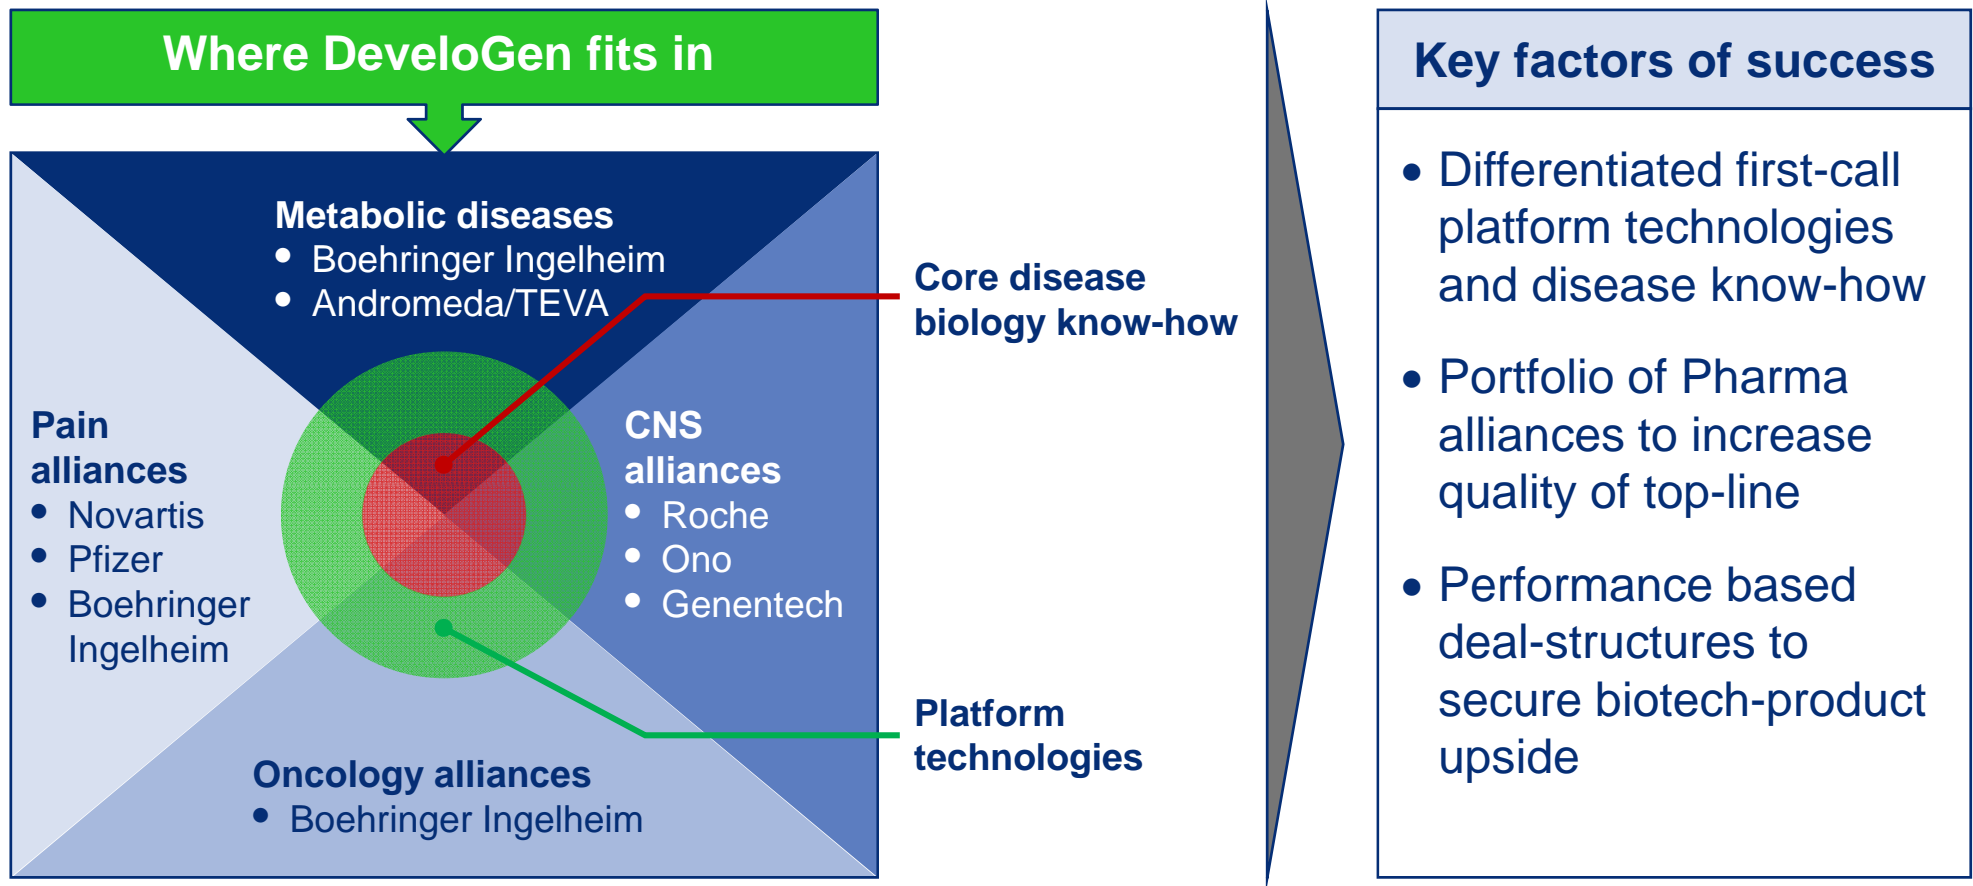 Where DeveloGen fits in
Metabolic diseases
• Boehringer Ingelheim
• Andromeda/TEVA
Pain
alliances
• Novartis
• Pfizer
• Boehringer
Ingelheim
CNS
alliances
• Roche
• Ono
• Genentech
Oncology alliances
• Boehringer Ingelheim
Core disease
biology know-how
Platform
technologies
Key factors of success
• Differentiated first-call
platform technologies
and disease know-how
• Portfolio of Pharma
alliances to increase
quality of top-line
• Performance based
deal-structures to
secure biotech-product
upside